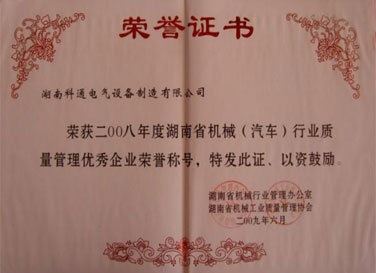 荣誉证书
湖南科通电气设备制造有限公司
荣获二00八年度湖南省机械（汽车）行业质
量管理优秀企业荣誉称号，特发此证、以资鼓励。
湖南省机械行业管理办公室
湖南省机械工业质量管理协会
二00九年六月